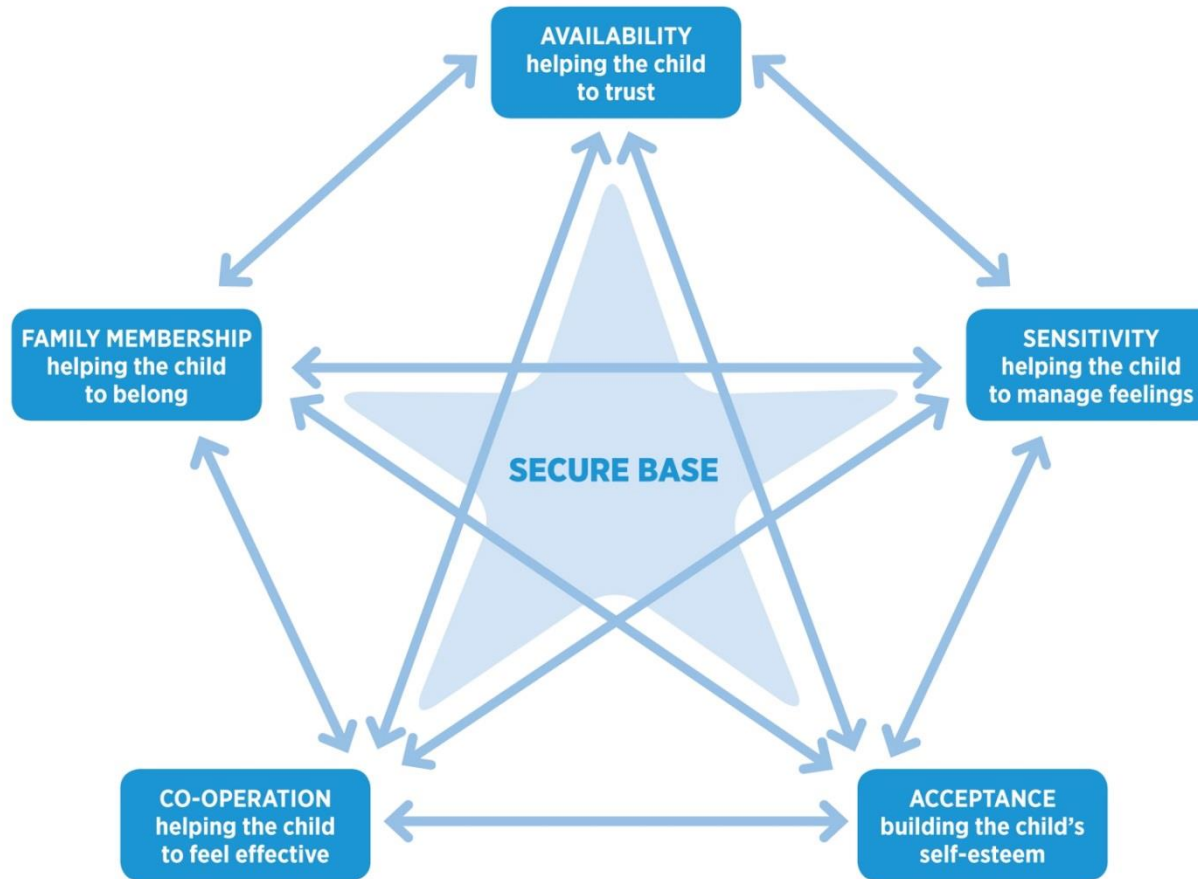 AVAILABILITY
helping the child
to trust
FAMILY MEMBERSHIP
helping the child
to belong
SENSITIVITY
helping the child
to manage feelings
SECURE BASE
CO-OPERATION
helping the child
to feel effective
ACCEPTANCE
building the child's
self-esteem